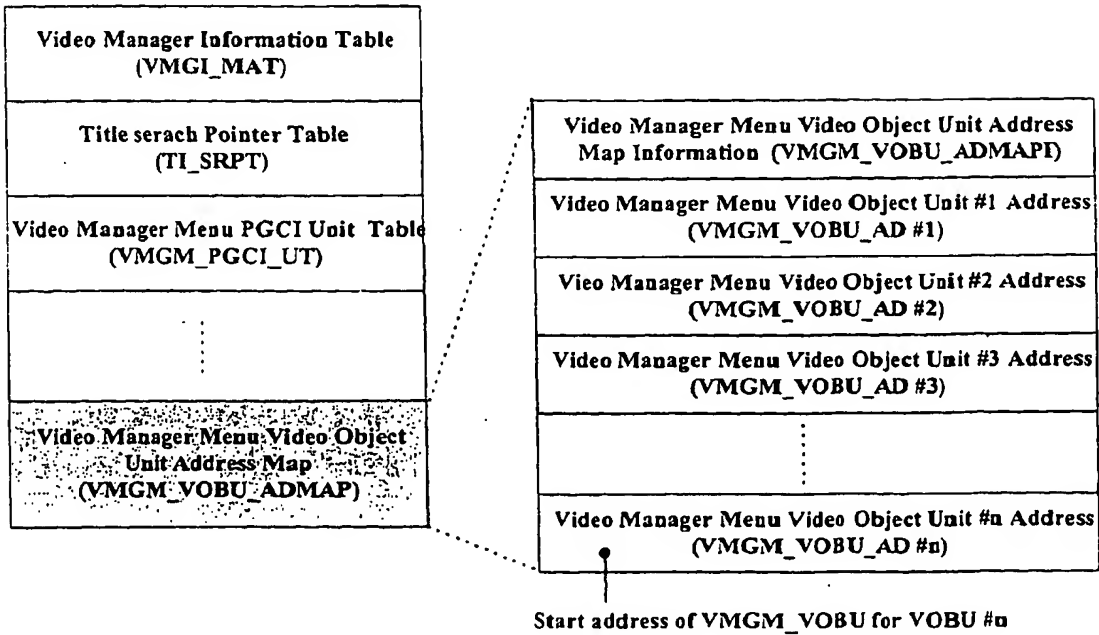 Video Manager Information Table
(VMGI_MAT)
Title serach Pointer Table
(TI_SRPT)
Video Manager Menu PGCI Unit Table
(VMGM_PGCI_UT)
Video Manager Menu Video Object
Unit Address Map
(VMGM_VOBU_ADMAP)
Video Manager Menu Video Object Unit Address
Map Information (VMGM_VOBU_ADMAPI)
Video Manager Menu Video Object Unit #1 Address
(VMGM_VOBU_AD #1)
Vieo Manager Menu Video Object Unit #2 Address
(VMGM_VOBU_AD #2)
Video Manager Menu Video Object Unit #3 Address
(VMGM_VOBU_AD #3)
Video Manager Menu Video Object Unit #n Address
(VMGM_VOBU_AD #n)
Start address of VMGM_VOBU for VOBU #n